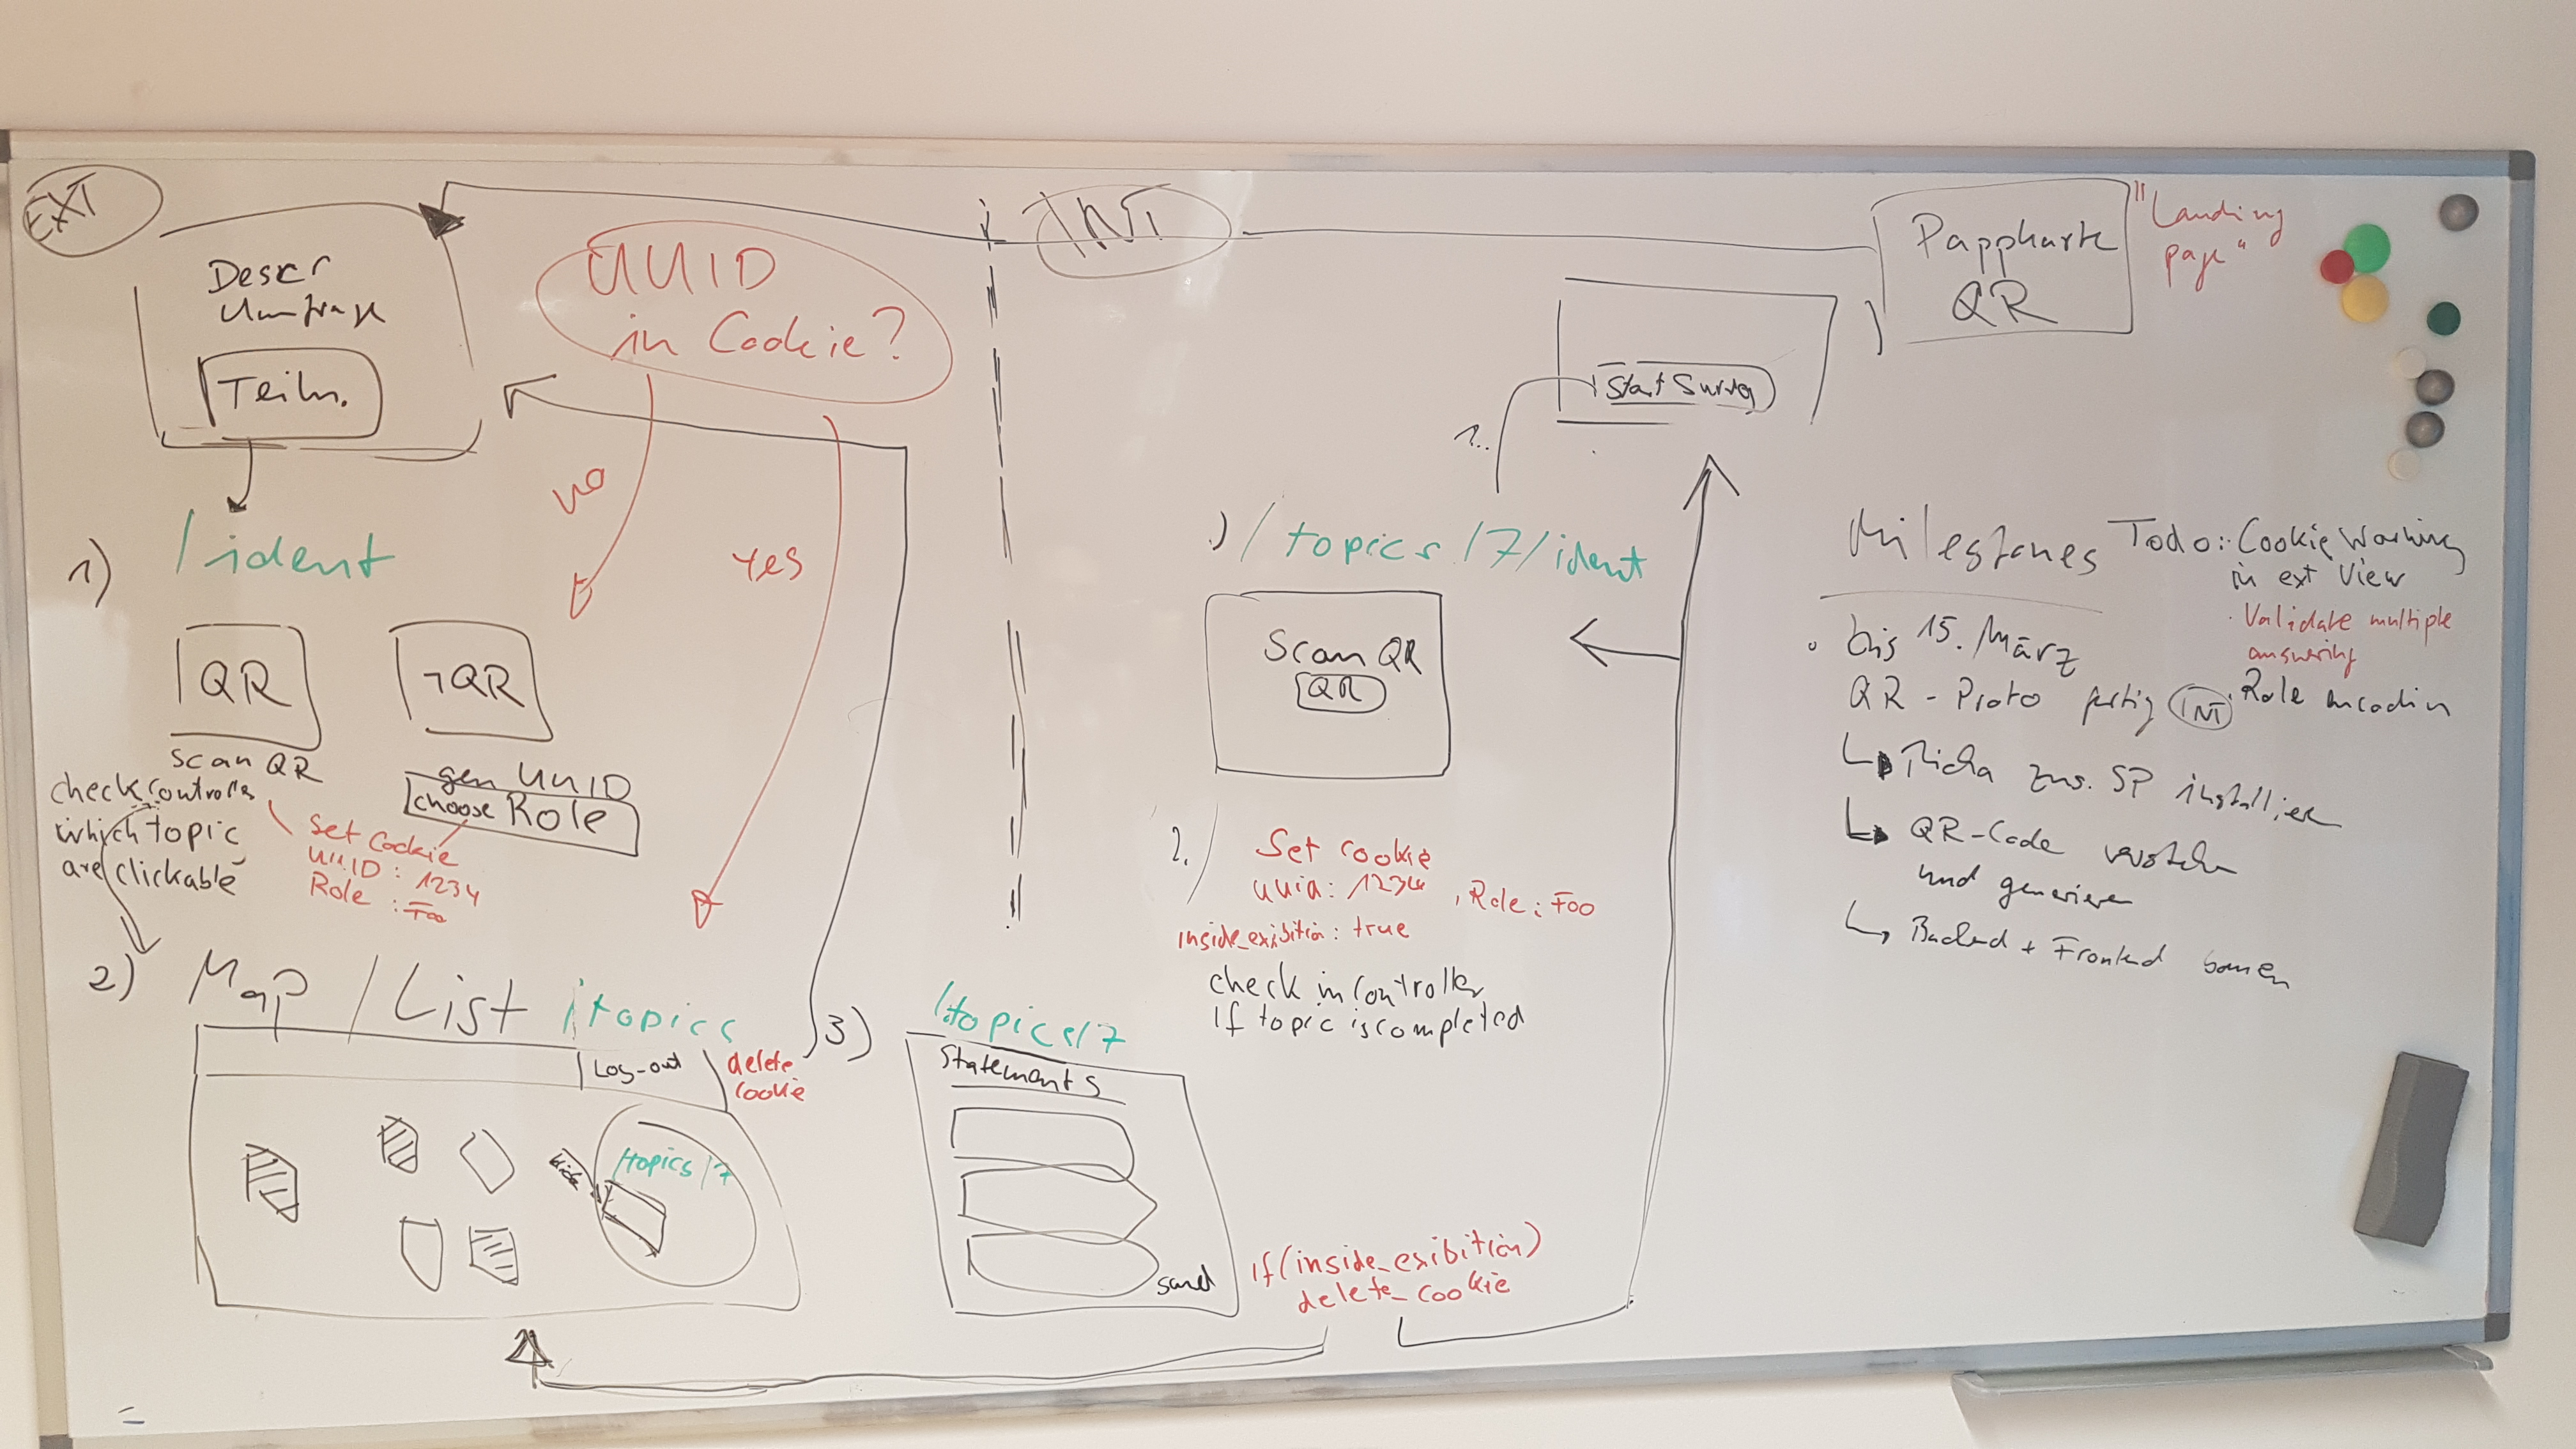 EXT
Descr
Umfrage
Teiln.
UUID
in Cookie?
no
yes
1) /ident
QR
¬QR
scan QR
gen UUID
choose Role
check controller
which topic
are clickable
Set Cookie
UUID: 1234
Role: Foo
2) Map / List /topics
Log-out
delete
cookie
/topics/7
3) /topics/7
Statements
send
if(inside_exibition)
delete_cookie
INT
Pappkarte
QR
"Landing
page"
Start Survey
?..
1) /topics/7/ident
Scan QR
QR
2.) Set cookie
uuid: 1234, Role: Foo
inside_exibition: true
check in controller
If topic is completed
Milestones
bis 15. März
QR-Proto fertig INT
Micha zus. SP installieren
QR-Code verstehen
und generieren
Backend + Frontend bauen
Todo: Cookie Warning
in ext View
Validate multiple
answering
Role encoding